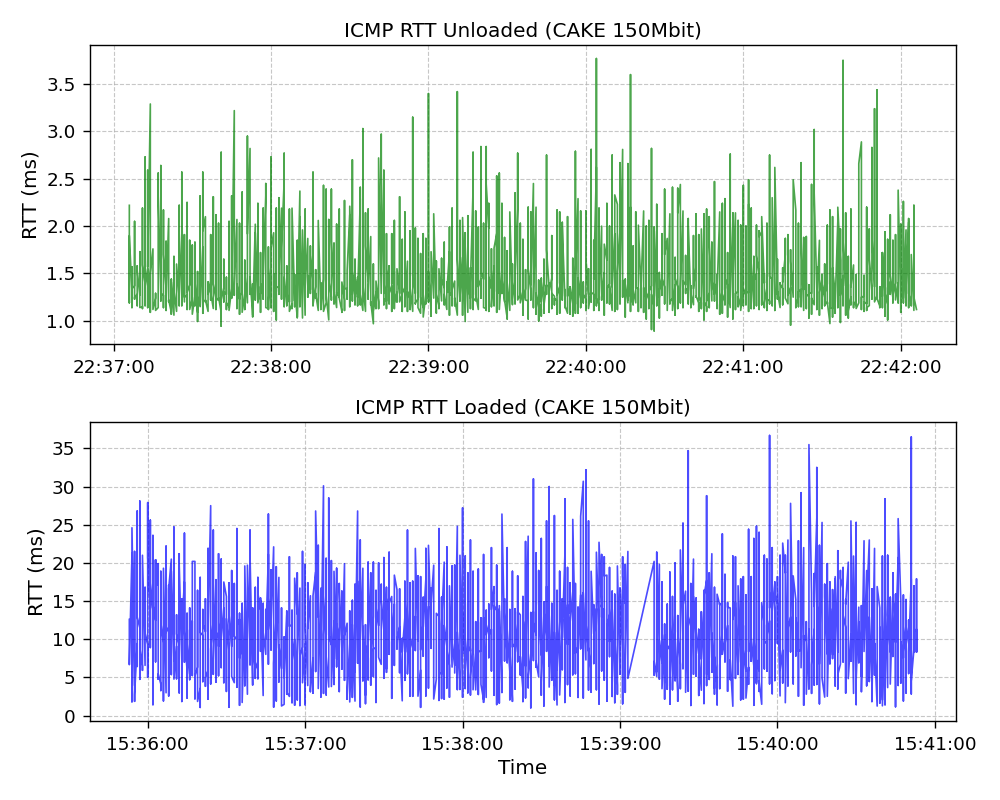 ICMP RTT Unloaded (CAKE 150Mbit)
RTT (ms)
3.5
3.0
2.5
2.0
1.5
1.0
22:37:00 22:38:00 22:39:00 22:40:00 22:41:00 22:42:00
ICMP RTT Loaded (CAKE 150Mbit)
RTT (ms)
35
30
25
20
15
10
5
0
15:36:00 15:37:00 15:38:00 15:39:00 15:40:00 15:41:00
Time